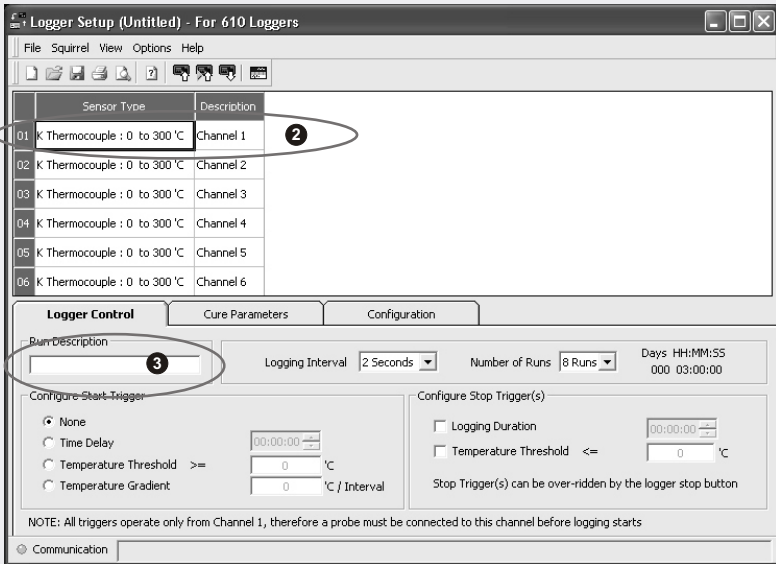 Logger Setup (Untitled) - For 610 Loggers
File Squirrel View Options Help
Sensor Type Description
01 K Thermocouple : 0 to 300 'C Channel 1 2
02 K Thermocouple : 0 to 300 'C Channel 2
03 K Thermocouple : 0 to 300 'C Channel 3
04 K Thermocouple : 0 to 300 'C Channel 4
05 K Thermocouple : 0 to 300 'C Channel 5
06 K Thermocouple : 0 to 300 'C Channel 6
Logger Control Cure Parameters Configuration
Run Description
3
Logging Interval 2 Seconds Number of Runs 8 Runs Days HH:MM:SS
000 03:00:00
Configure Start Trigger
None
Time Delay 00:00:00
Temperature Threshold >= 0 'C
Temperature Gradient 0 'C / Interval
Configure Stop Trigger(s)
Logging Duration 00:00:00
Temperature Threshold <= 0 'C
Stop Trigger(s) can be over-ridden by the logger stop button
NOTE: All triggers operate only from Channel 1, therefore a probe must be connected to this channel before logging starts
Communication